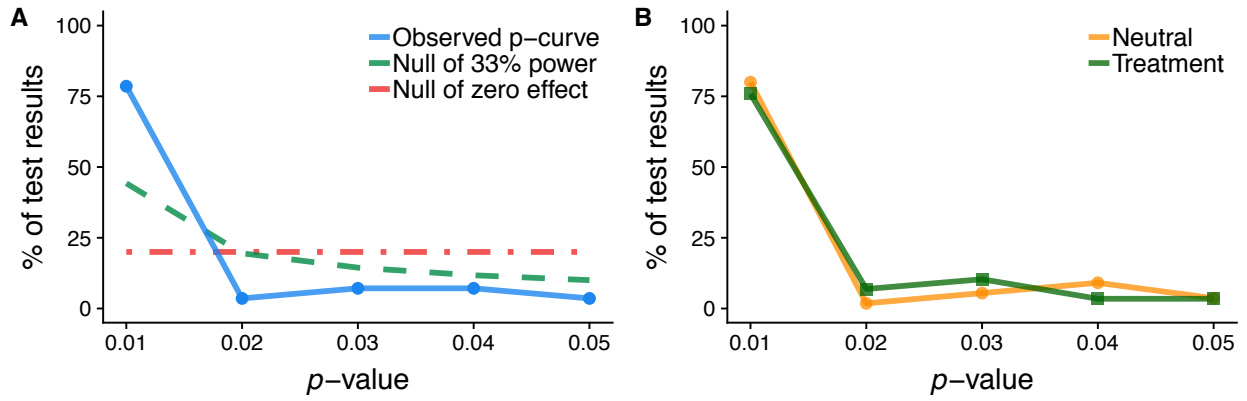 A
100
75
50
25
0
% of test results
Observed p−curve
Null of 33% power
Null of zero effect
0.01 0.02 0.03 0.04 0.05
p−value
B
100
75
50
25
0
% of test results
Neutral
Treatment
0.01 0.02 0.03 0.04 0.05
p−value